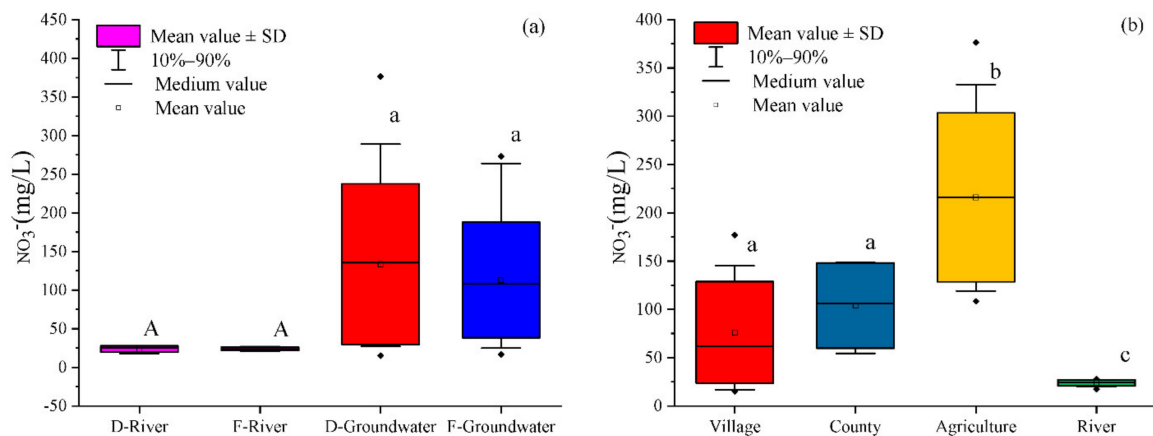 (a)
Mean value ± SD
10%–90%
Medium value
Mean value
NO₃⁻(mg/L)
450
400
350
300
250
200
150
100
50
0
-50
A
A
a
a
D-River F-River D-Groundwater F-Groundwater
(b)
Mean value ± SD
10%–90%
Medium value
Mean value
NO₃⁻(mg/L)
400
350
300
250
200
150
100
50
0
a
a
b
c
Village County Agriculture River